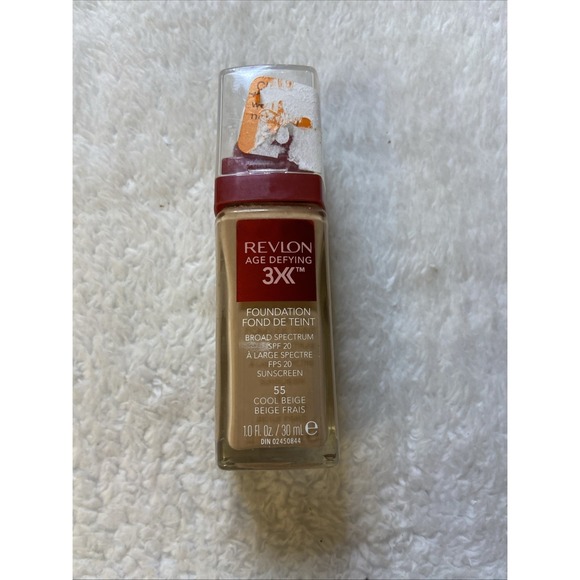 REVLON
AGE DEFYING
3X™
FOUNDATION
FOND DE TEINT
BROAD SPECTRUM
SPF 20
À LARGE SPECTRE
FPS 20
SUNSCREEN
55
COOL BEIGE
BEIGE FRAIS
1.0 Fl. Oz. / 30 mL e
DIN 02450844